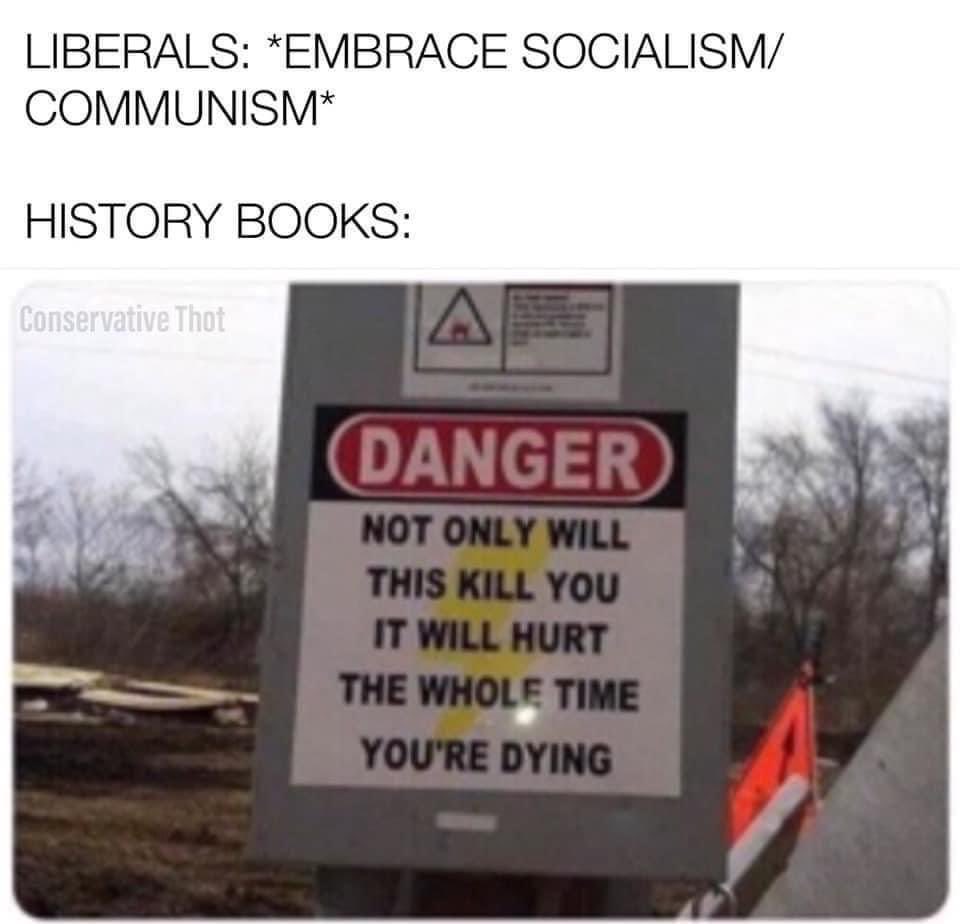 LIBERALS: *EMBRACE SOCIALISM/
COMMUNISM*
HISTORY BOOKS:
Conservative Thot
DANGER
NOT ONLY WILL
THIS KILL YOU
IT WILL HURT
THE WHOLE TIME
YOU'RE DYING